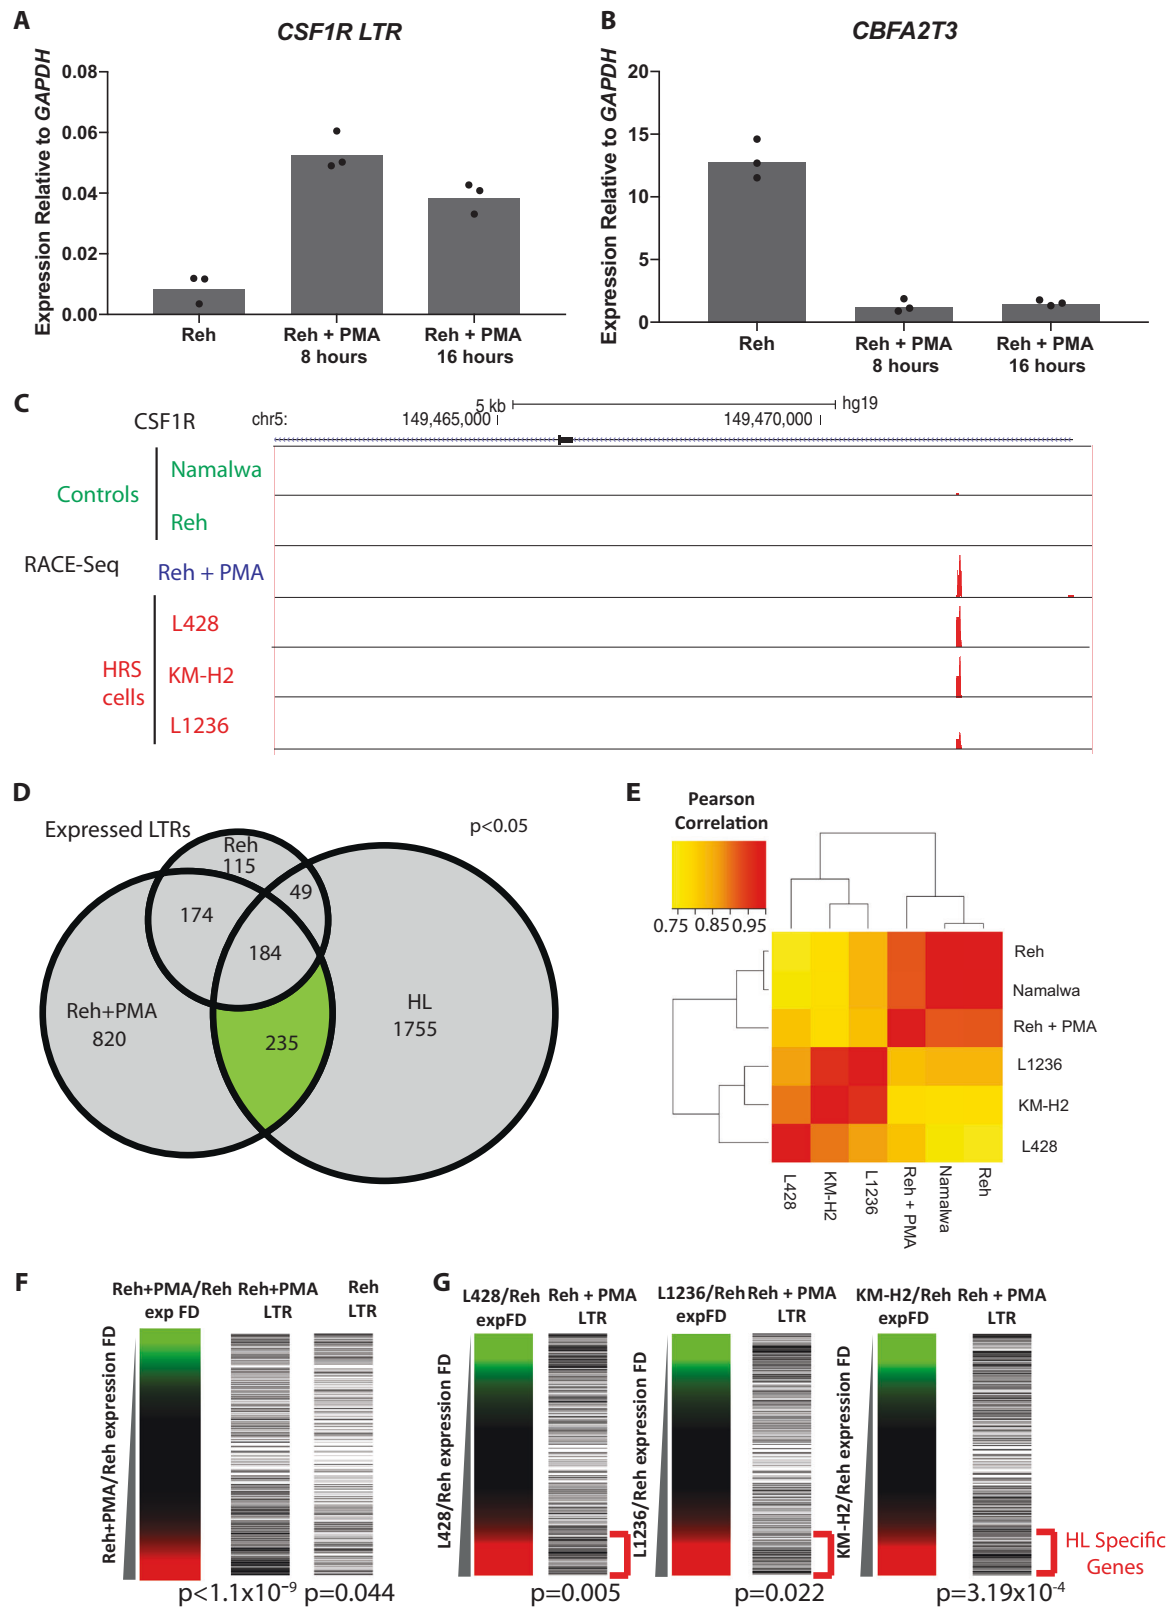 A
CSF1R LTR
Expression Relative to GAPDH
0.08
0.06
0.04
0.02
0.00
Reh
Reh + PMA
8 hours
Reh + PMA
16 hours
B
CBFA2T3
Expression Relative to GAPDH
20
15
10
5
0
Reh
Reh + PMA
8 hours
Reh + PMA
16 hours
C
5 kb
hg19
CSF1R
chr5:
149,465,000
149,470,000
Controls
Namalwa
Reh
RACE-Seq
Reh + PMA
HRS
cells
L428
KM-H2
L1236
D
Expressed LTRs
p<0.05
Reh
115
49
174
184
Reh+PMA
820
235
HL
1755
E
Pearson
Correlation
0.75 0.85 0.95
Reh
Namalwa
Reh + PMA
L1236
KM-H2
L428
L428
KM-H2
L1236
Reh + PMA
Namalwa
Reh
F
Reh+PMA/Reh
exp FD
Reh+PMA
LTR
Reh
LTR
Reh+PMA/Reh expression FD
p<1.1x10⁻⁹
p=0.044
G
L428/Reh
expFD
Reh + PMA
LTR
L428/Reh expression FD
p=0.005
L1236/Reh
expFD
Reh + PMA
LTR
L1236/Reh expression FD
p=0.022
KM-H2/Reh
expFD
Reh + PMA
LTR
KM-H2/Reh expression FD
p=3.19x10⁻⁴
HL Specific
Genes